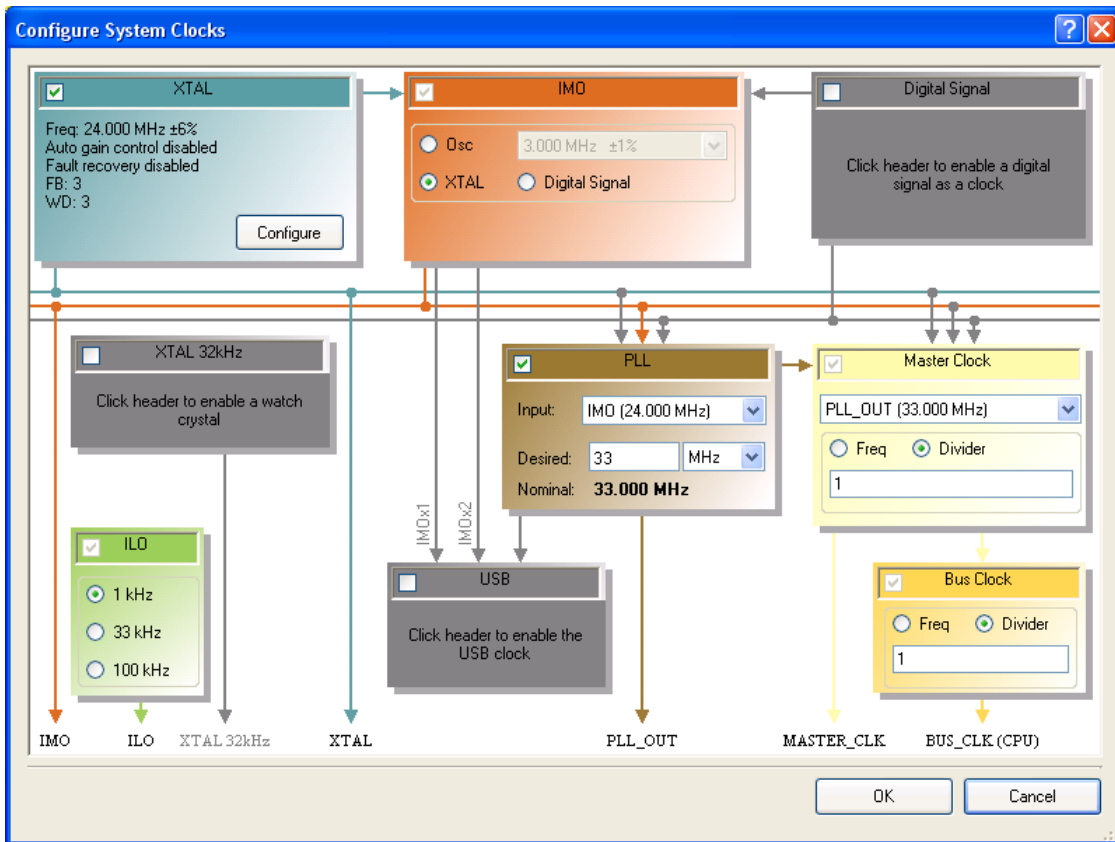 Configure System Clocks
XTAL
Freq: 24.000 MHz ±6%
Auto gain control disabled
Fault recovery disabled
FB: 3
WD: 3
Configure
IMO
Osc
3.000 MHz ±1%
XTAL
Digital Signal
Digital Signal
Click header to enable a digital
signal as a clock
XTAL 32kHz
Click header to enable a watch
crystal
PLL
Input:
IMO (24.000 MHz)
Desired:
33
MHz
Nominal:
33.000 MHz
Master Clock
PLL_OUT (33.000 MHz)
Freq
Divider
1
IMOx1
IMOx2
ILO
1 kHz
33 kHz
100 kHz
USB
Click header to enable the
USB clock
Bus Clock
Freq
Divider
1
IMO
ILO
XTAL 32kHz
XTAL
PLL_OUT
MASTER_CLK
BUS_CLK (CPU)
OK
Cancel